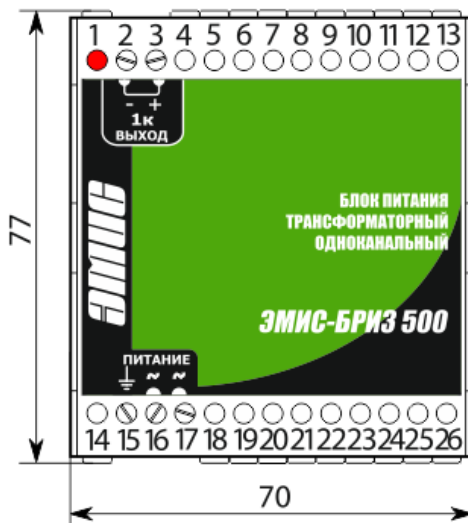 1 2 3 4 5 6 7 8 9 10 11 12 13
- +
1к
ВЫХОД
ЭМИС
БЛОК ПИТАНИЯ
ТРАНСФОРМАТОРНЫЙ
ОДНОКАНАЛЬНЫЙ
77
ЭМИС-БРИЗ 500
ПИТАНИЕ
~ ~
14 15 16 17 18 19 20 21 22 23 24 25 26
70